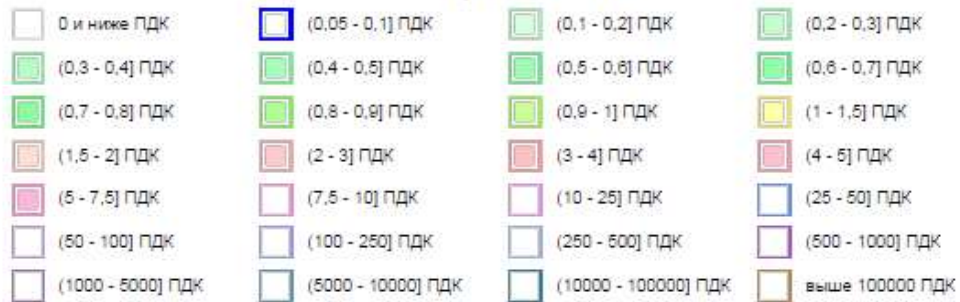 0 и ниже ПДК (0,05 - 0,1] ПДК (0,1 - 0,2] ПДК (0,2 - 0,3] ПДК
(0,3 - 0,4] ПДК (0,4 - 0,5] ПДК (0,5 - 0,6] ПДК (0,6 - 0,7] ПДК
(0,7 - 0,8] ПДК (0,8 - 0,9] ПДК (0,9 - 1] ПДК (1 - 1,5] ПДК
(1,5 - 2] ПДК (2 - 3] ПДК (3 - 4] ПДК (4 - 5] ПДК
(5 - 7,5] ПДК (7,5 - 10] ПДК (10 - 25] ПДК (25 - 50] ПДК
(50 - 100] ПДК (100 - 250] ПДК (250 - 500] ПДК (500 - 1000] ПДК
(1000 - 5000] ПДК (5000 - 10000] ПДК (10000 - 100000] ПДК выше 100000 ПДК